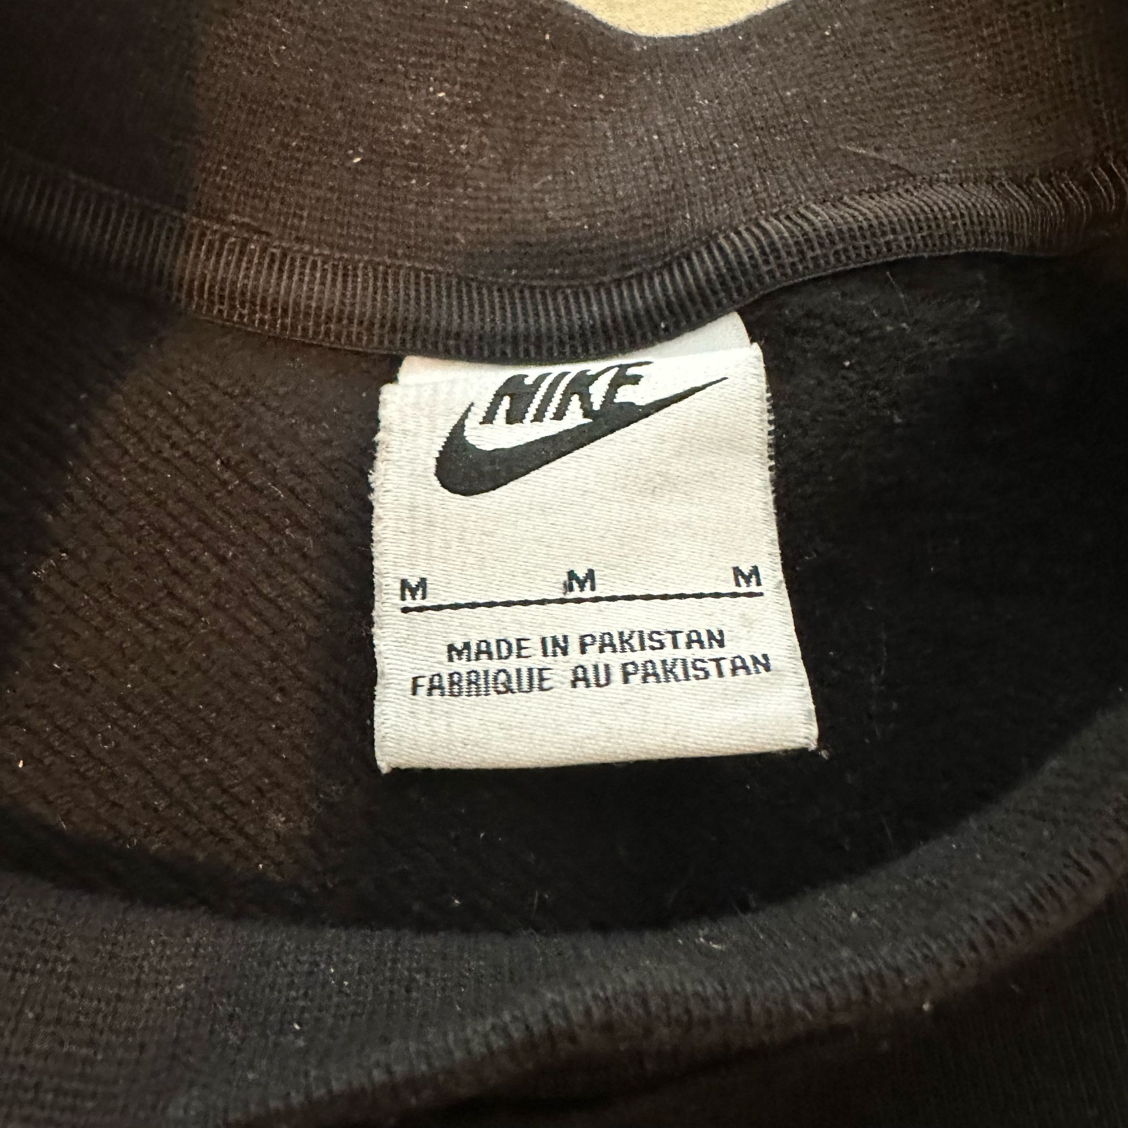 NIKE
M M M
MADE IN PAKISTAN
FABRIQUE AU PAKISTAN